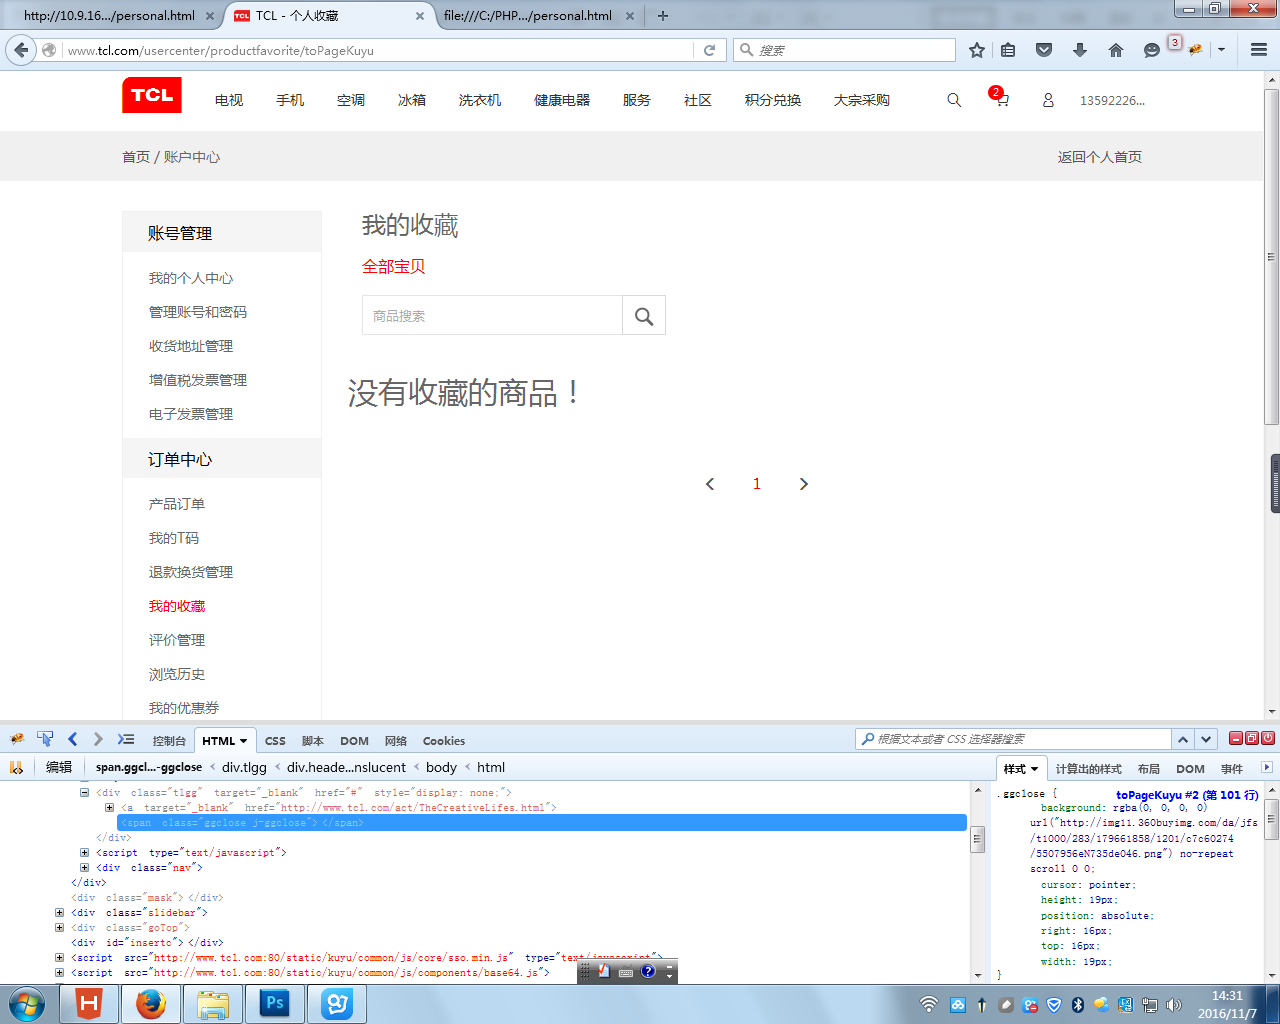 http://10.9.16.../personal.html
TCL - 个人收藏
file:///C:/PHP.../personal.html
www.tcl.com/usercenter/productfavorite/toPageKuyu
搜索
3
TCL
电视 手机 空调 冰箱 洗衣机 健康电器 服务 社区 积分兑换 大宗采购
2
13592226...
首页 / 账户中心
返回个人首页
账号管理
我的个人中心
管理账号和密码
收货地址管理
增值税发票管理
电子发票管理
订单中心
产品订单
我的T码
退款换货管理
我的收藏
评价管理
浏览历史
我的优惠券
我的收藏
全部宝贝
商品搜索
没有收藏的商品！
1
控制台 HTML CSS 脚本 DOM 网络 Cookies
根据文本或者 CSS 选择器搜索
编辑 span.ggcl...-ggclose < div.tlgg < div.heade...nslucent < body < html
样式 计算出的样式 布局 DOM 事件
<div class="tlgg" target="_blank" href="#" style="display: none;">
<a target="_blank" href="http://www.tcl.com/act/TheCreativeLifes.html">
<span class="ggclose j-ggclose"></span>
</div>
<script type="text/javascript">
<div class="nav">
</div>
<div class="mask"></div>
<div class="slidebar">
<div class="goTop">
<div id="insertc"></div>
<script src="http://www.tcl.com:80/static/kuyu/common/js/core/sso.min.js" type="text/javascript">
<script src="http://www.tcl.com:80/static/kuyu/common/js/components/base64.js">
.ggclose {
toPageKuyu #2 (第 101 行)
background: rgba(0, 0, 0, 0)
url("http://img11.360buyimg.com/da/jfs
/t1000/283/179661858/1201/c7c60274
/5507956eN735de046.png") no-repeat
scroll 0 0;
cursor: pointer;
height: 19px;
position: absolute;
right: 16px;
top: 16px;
width: 19px;
}
H
Ps
14:31
2016/11/7